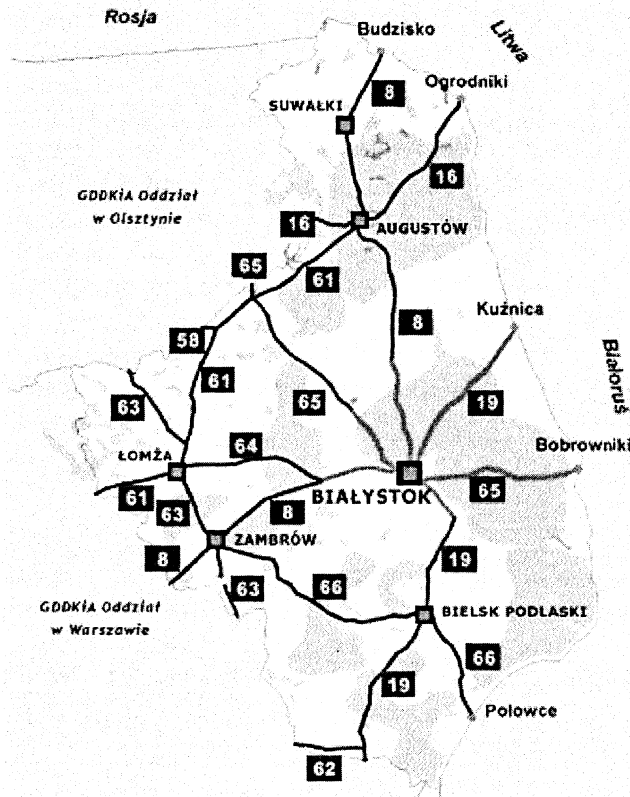 Rosja
Budzisko
Litwa
Ogrodniki
8
SUWAŁKI
16
GDDKiA Oddział
w Olsztynie
16
AUGUSTÓW
65
61
8
Kuźnica
58
61
Białoruś
63
65
19
64
ŁOMŻA
Bobrowniki
61
63
BIAŁYSTOK
65
8
ZAMBRÓW
8
63
66
19
GDDKiA Oddział
w Warszawie
BIELSK PODLASKI
66
19
Polowce
62